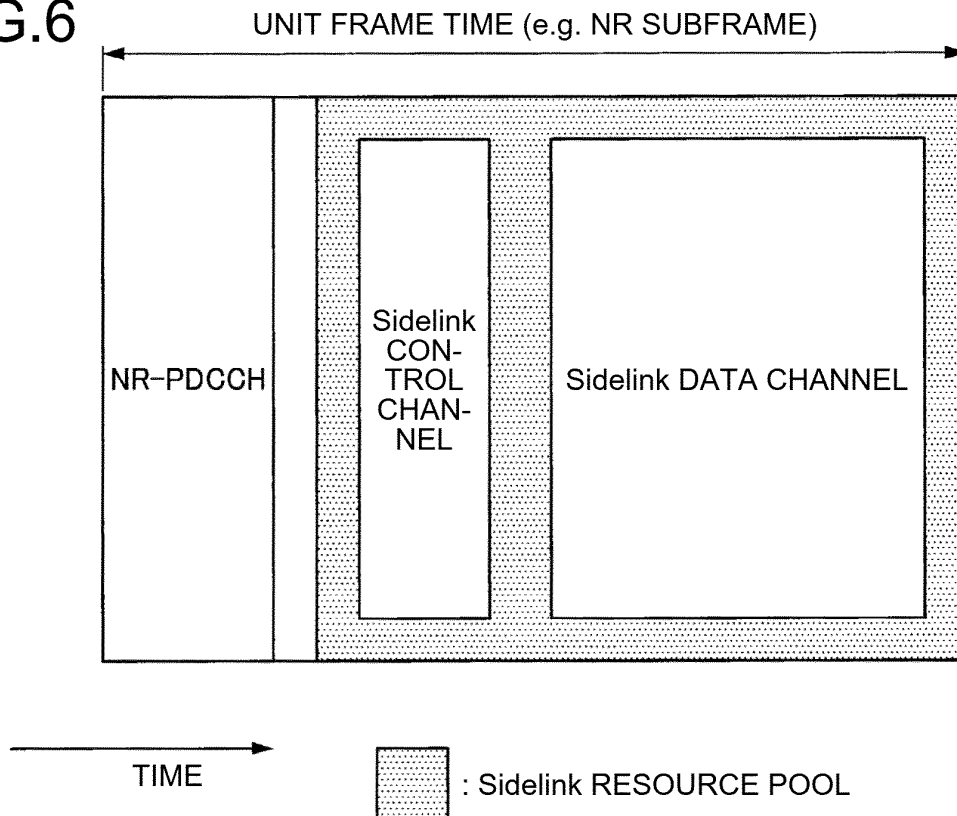 G.6
UNIT FRAME TIME (e.g. NR SUBFRAME)
NR-PDCCH
Sidelink
CON-
TROL
CHAN-
NEL
Sidelink DATA CHANNEL
TIME
: Sidelink RESOURCE POOL